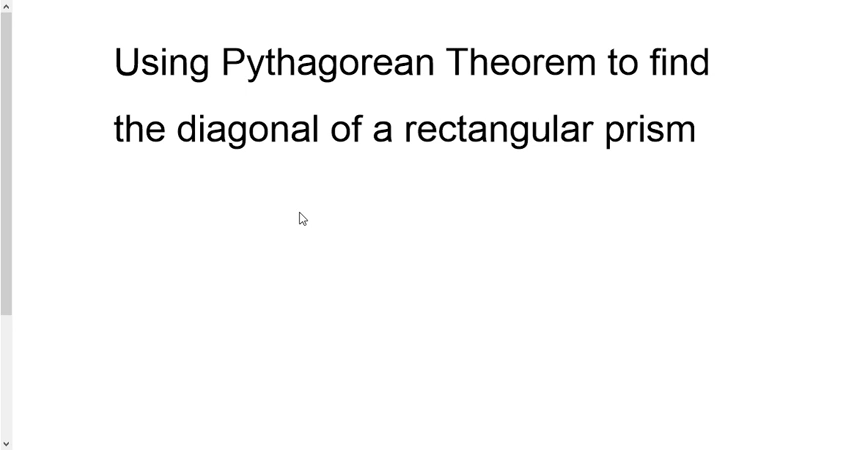 Using Pythagorean Theorem to find
the diagonal of a rectangular prism